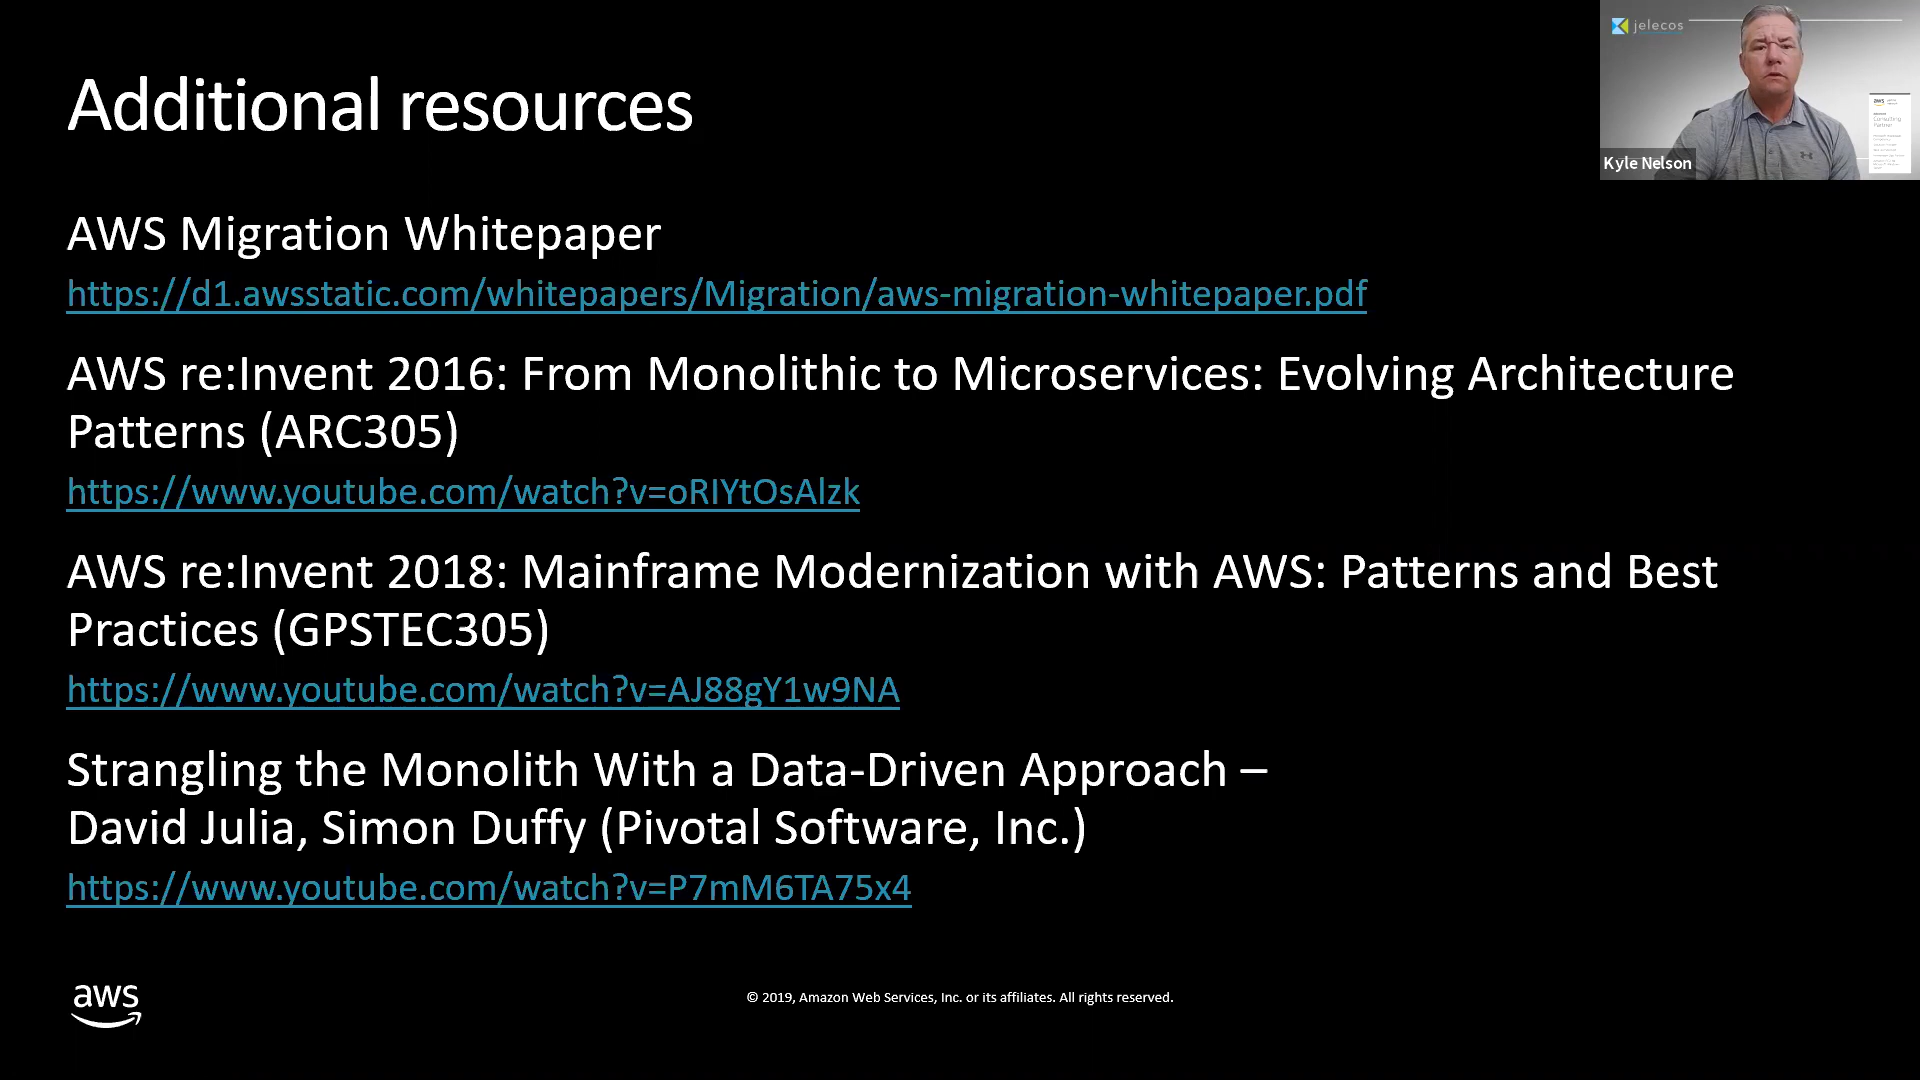 jelecos
Additional resources
Kyle Nelson
AWS Migration Whitepaper
https://d1.awsstatic.com/whitepapers/Migration/aws-migration-whitepaper.pdf
AWS re:Invent 2016: From Monolithic to Microservices: Evolving Architecture
Patterns (ARC305)
https://www.youtube.com/watch?v=oRIYtOsAlzk
AWS re:Invent 2018: Mainframe Modernization with AWS: Patterns and Best
Practices (GPSTEC305)
https://www.youtube.com/watch?v=AJ88gY1w9NA
Strangling the Monolith With a Data-Driven Approach –
David Julia, Simon Duffy (Pivotal Software, Inc.)
https://www.youtube.com/watch?v=P7mM6TA75x4
aws
© 2019, Amazon Web Services, Inc. or its affiliates. All rights reserved.
aws
Consulting
Partner